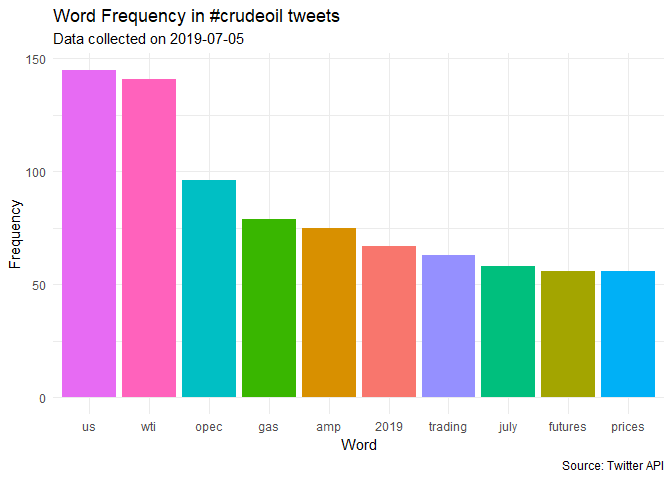 Word Frequency in #crudeoil tweets
Data collected on 2019-07-05
150
100
50
0
Frequency
us wti opec gas amp 2019 trading july futures prices
Word
Source: Twitter API